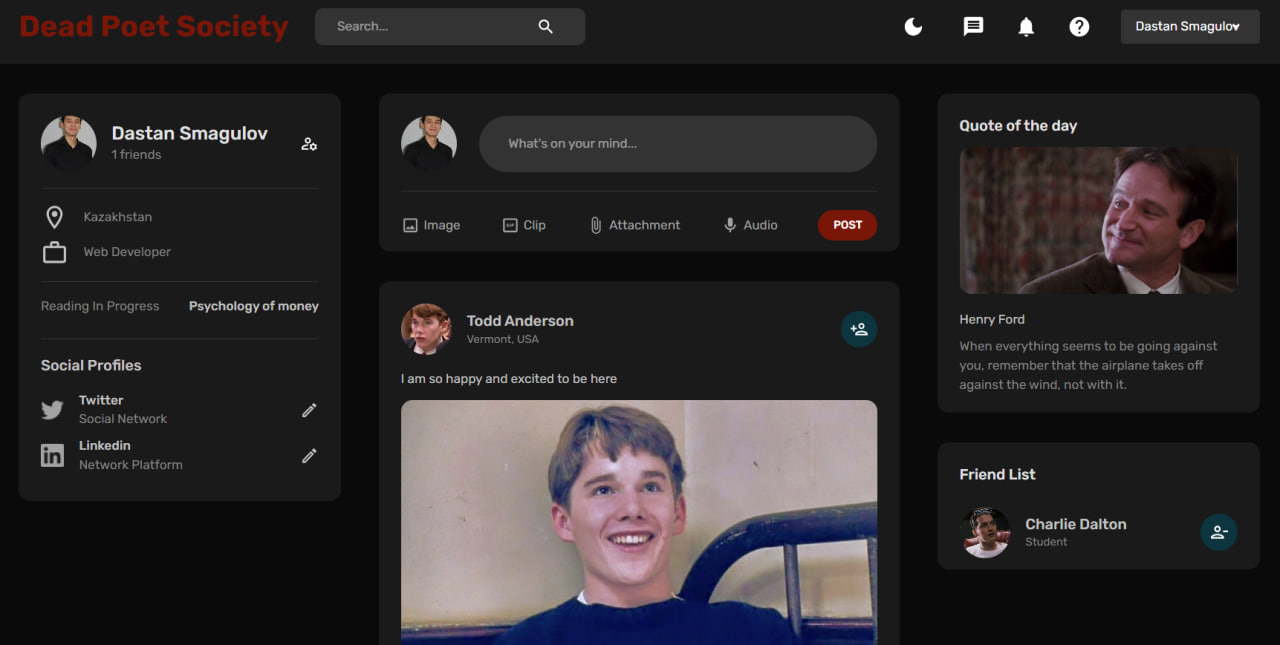 Dead Poet Society
Search...
Dastan Smagulov
Dastan Smagulov
1 friends
Kazakhstan
Web Developer
Reading In Progress
Psychology of money
Social Profiles
Twitter
Social Network
Linkedin
Network Platform
What's on your mind...
Image
GIF
Clip
Attachment
Audio
POST
Todd Anderson
Vermont, USA
I am so happy and excited to be here
Quote of the day
Henry Ford
When everything seems to be going against
you, remember that the airplane takes off
against the wind, not with it.
Friend List
Charlie Dalton
Student